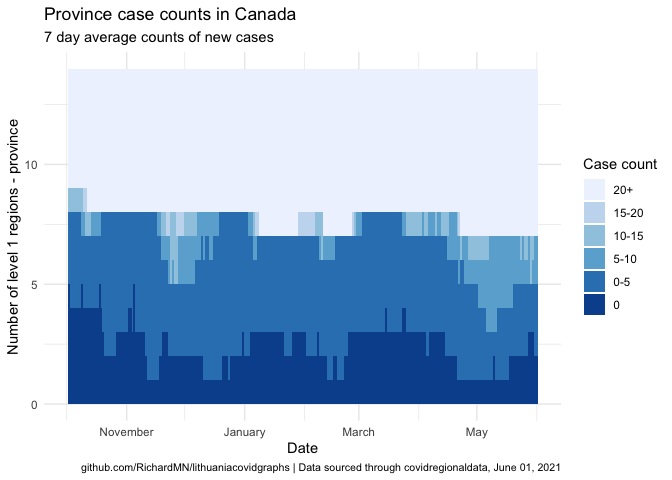 Province case counts in Canada
7 day average counts of new cases
Number of level 1 regions - province
10
5
0
November
January
March
May
Date
Case count
20+
15-20
10-15
5-10
0-5
0
github.com/RichardMN/lithuaniacovidgraphs | Data sourced through covidregionaldata, June 01, 2021